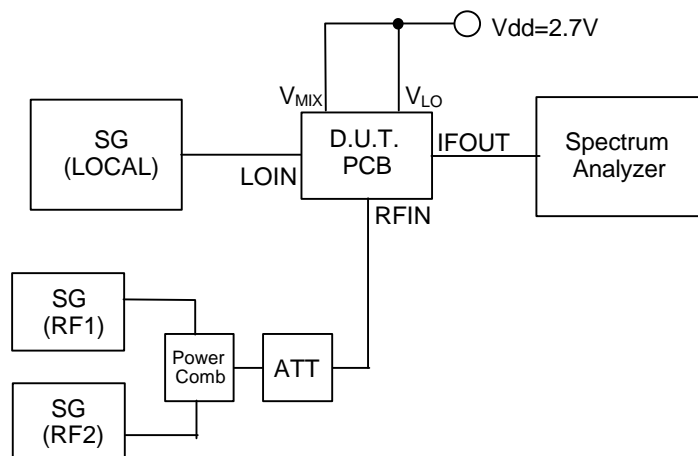 Vdd=2.7V
VMIX
VLO
SG
(LOCAL)
LOIN
D.U.T.
PCB
IFOUT
RFIN
Spectrum
Analyzer
SG
(RF1)
Power
Comb
ATT
SG
(RF2)